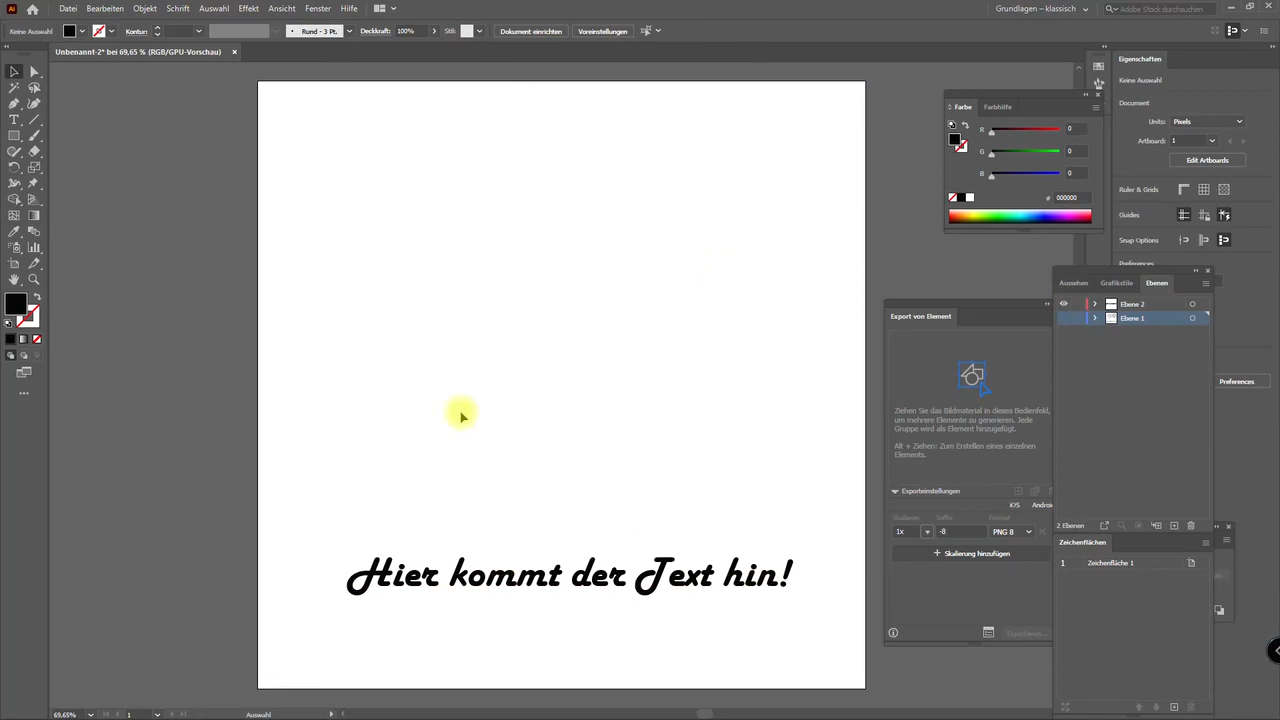 Ai Datei Bearbeiten Objekt Schrift Auswahl Effekt Ansicht Fenster Hilfe Grundlagen – klassisch Adobe Stock durchsuchen
Keine Auswahl Kontur: Rund - 3 Pt. Deckkraft: 100% Stil: Dokument einrichten Voreinstellungen
Unbenannt-2* bei 69,65 % (RGB/GPU-Vorschau) ×
Eigenschaften
Keine Auswahl
Document
Units: Pixels
Artboard: 1
Edit Artboards
Ruler & Grids
Guides
Snap Options
Preferences
Farbe Farbhilfe
R 0
G 0
B 0
# 000000
Aussehen Grafikstile Ebenen
Ebene 2
Ebene 1
Export von Element
Ziehen Sie das Bildmaterial in dieses Bedienfeld,
um mehrere Elemente zu generieren. Jede
Gruppe wird als Element hinzugefügt.
Alt + Ziehen: Zum Erstellen eines einzelnen
Elements.
Preferences
Exporteinstellungen
iOS Android
Skalieren Suffix Format
1x -8 PNG 8
+ Skalierung hinzufügen
Exportieren...
2 Ebenen
Zeichenflächen
1 Zeichenfläche 1
Hier kommt der Text hin!
69,65% 1 Auswahl